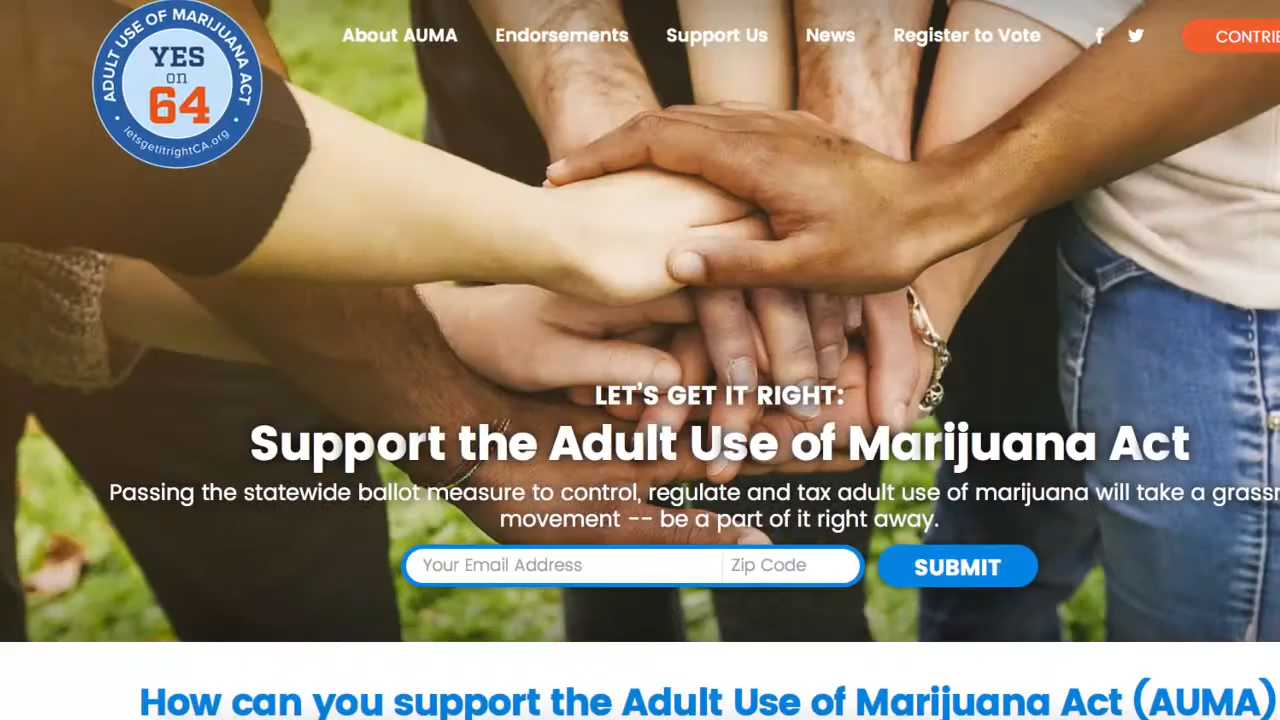 ADULT USE OF MARIJUANA ACT
YES
on
64
letsgetitrightCA.org
About AUMA Endorsements Support Us News Register to Vote f CONTRIB
LET'S GET IT RIGHT:
Support the Adult Use of Marijuana Act
Passing the statewide ballot measure to control, regulate and tax adult use of marijuana will take a grassr
movement -- be a part of it right away.
Your Email Address Zip Code SUBMIT
How can you support the Adult Use of Marijuana Act (AUMA)